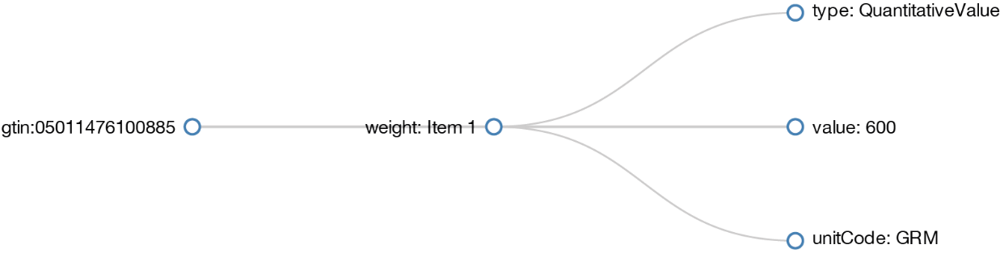 type: QuantitativeValue
gtin:05011476100885
weight: Item 1
value: 600
unitCode: GRM